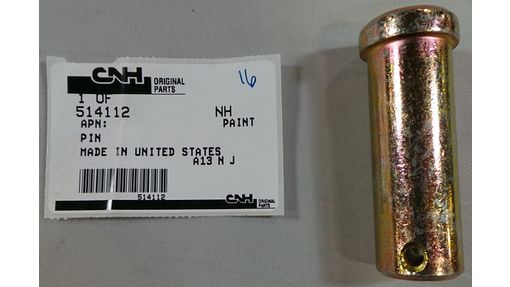 CNH ORIGINAL PARTS
16
1 OF
514112 NH
APN: PAINT
PIN
MADE IN UNITED STATES
A13 N J
514112
CNH ORIGINAL PARTS